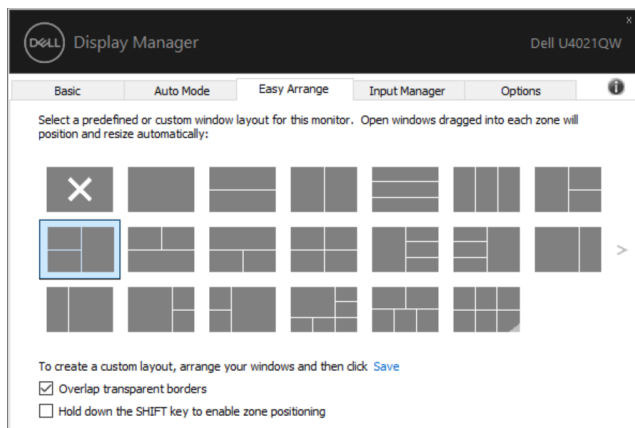 x
DELL Display Manager Dell U4021QW
Basic Auto Mode Easy Arrange Input Manager Options i
Select a predefined or custom window layout for this monitor. Open windows dragged into each zone will
position and resize automatically:
>
To create a custom layout, arrange your windows and then click Save
Overlap transparent borders
Hold down the SHIFT key to enable zone positioning